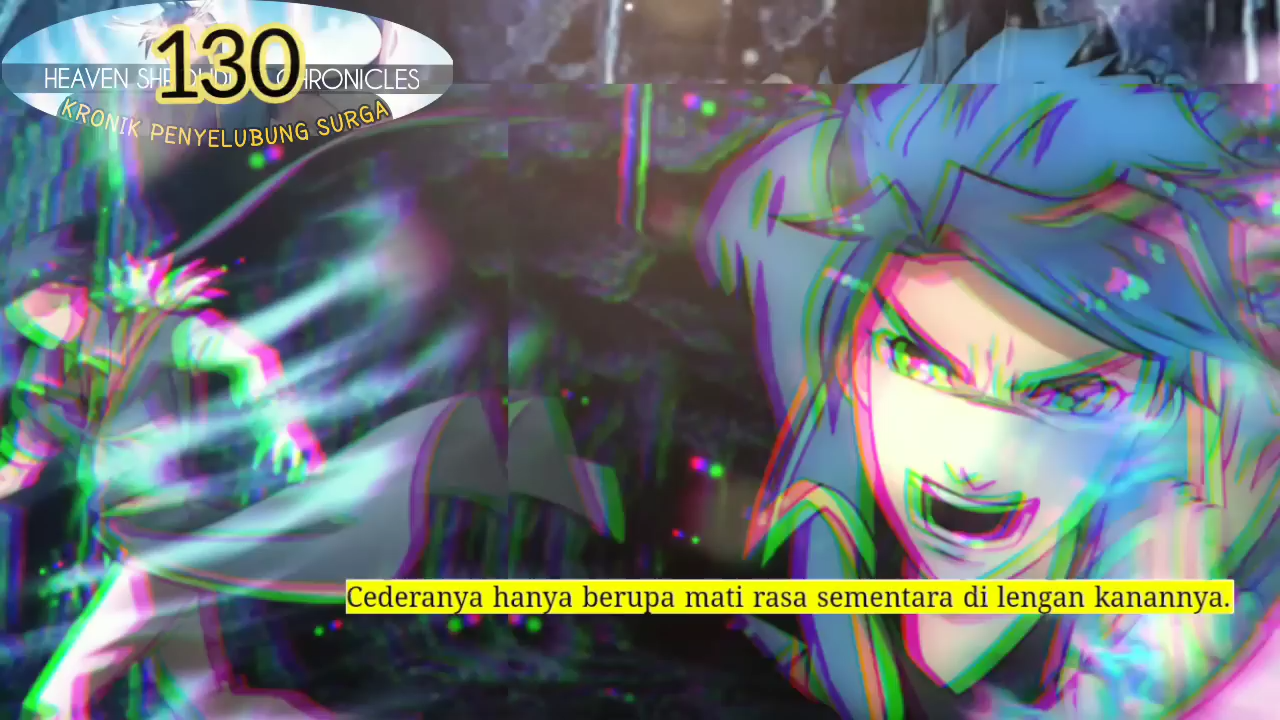 130
HEAVEN CHRONICLES
KRONIK PENYELUBUNG SURGA
Cederanya hanya berupa mati rasa sementara di lengan kanannya.